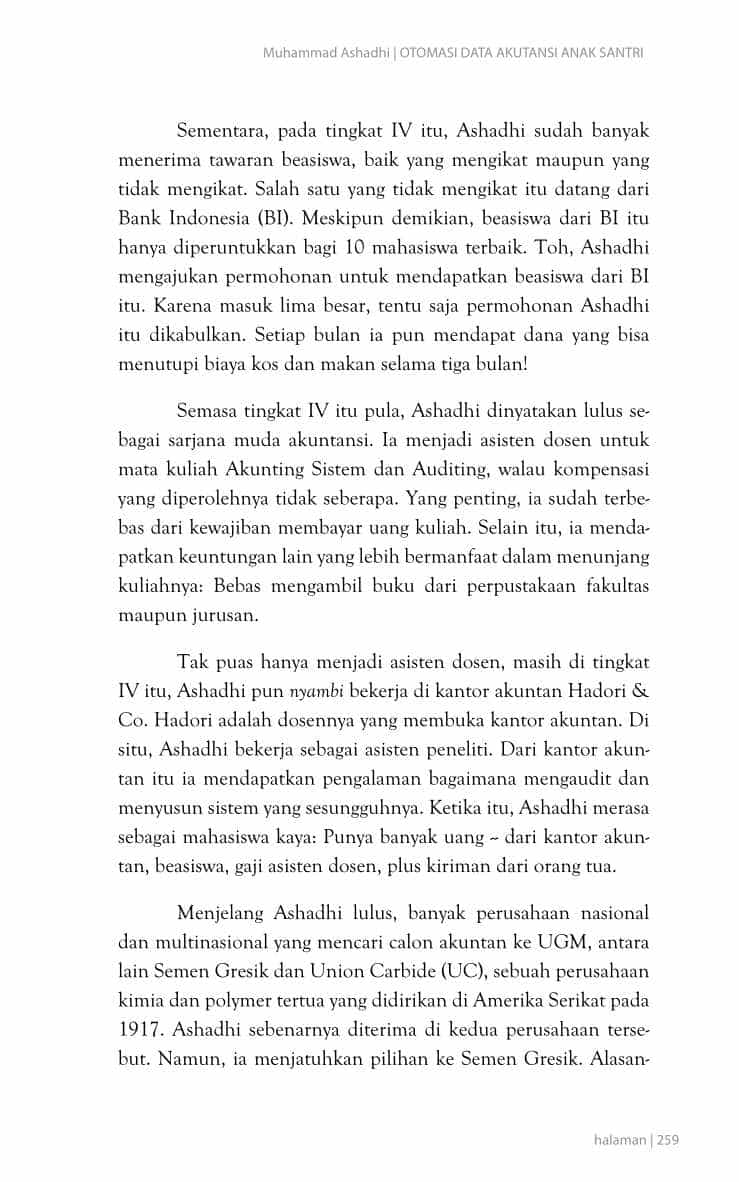 Muhammad Ashadhi | OTOMASI DATA AKUTANSI ANAK SANTRI
Sementara, pada tingkat IV itu, Ashadhi sudah banyak
menerima tawaran beasiswa, baik yang mengikat maupun yang
tidak mengikat. Salah satu yang tidak mengikat itu datang dari
Bank Indonesia (BI). Meskipun demikian, beasiswa dari BI itu
hanya diperuntukkan bagi 10 mahasiswa terbaik. Toh, Ashadhi
mengajukan permohonan untuk mendapatkan beasiswa dari BI
itu. Karena masuk lima besar, tentu saja permohonan Ashadhi
itu dikabulkan. Setiap bulan ia pun mendapat dana yang bisa
menutupi biaya kos dan makan selama tiga bulan!
Semasa tingkat IV itu pula, Ashadhi dinyatakan lulus se-
bagai sarjana muda akuntansi. Ia menjadi asisten dosen untuk
mata kuliah Akunting Sistem dan Auditing, walau kompensasi
yang diperolehnya tidak seberapa. Yang penting, ia sudah terbe-
bas dari kewajiban membayar uang kuliah. Selain itu, ia menda-
patkan keuntungan lain yang lebih bermanfaat dalam menunjang
kuliahnya: Bebas mengambil buku dari perpustakaan fakultas
maupun jurusan.
Tak puas hanya menjadi asisten dosen, masih di tingkat
IV itu, Ashadhi pun nyambi bekerja di kantor akuntan Hadori &
Co. Hadori adalah dosennya yang membuka kantor akuntan. Di
situ, Ashadhi bekerja sebagai asisten peneliti. Dari kantor akun-
tan itu ia mendapatkan pengalaman bagaimana mengaudit dan
menyusun sistem yang sesungguhnya. Ketika itu, Ashadhi merasa
sebagai mahasiswa kaya: Punya banyak uang ~ dari kantor akun-
tan, beasiswa, gaji asisten dosen, plus kiriman dari orang tua.
Menjelang Ashadhi lulus, banyak perusahaan nasional
dan multinasional yang mencari calon akuntan ke UGM, antara
lain Semen Gresik dan Union Carbide (UC), sebuah perusahaan
kimia dan polymer tertua yang didirikan di Amerika Serikat pada
1917. Ashadhi sebenarnya diterima di kedua perusahaan terse-
but. Namun, ia menjatuhkan pilihan ke Semen Gresik. Alasan-
halaman | 259